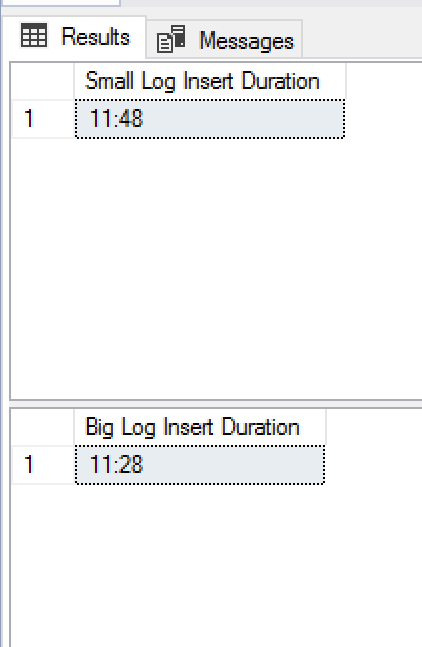 Results Messages
Small Log Insert Duration
1 11:48
Big Log Insert Duration
1 11:28